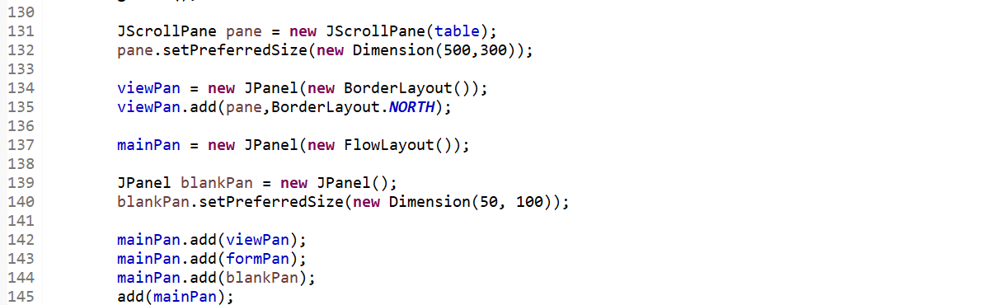 130
131 JScrollPane pane = new JScrollPane(table);
132 pane.setPreferredSize(new Dimension(500,300));
133
134 viewPan = new JPanel(new BorderLayout());
135 viewPan.add(pane,BorderLayout.NORTH);
136
137 mainPan = new JPanel(new FlowLayout());
138
139 JPanel blankPan = new JPanel();
140 blankPan.setPreferredSize(new Dimension(50, 100));
141
142 mainPan.add(viewPan);
143 mainPan.add(formPan);
144 mainPan.add(blankPan);
145 add(mainPan);